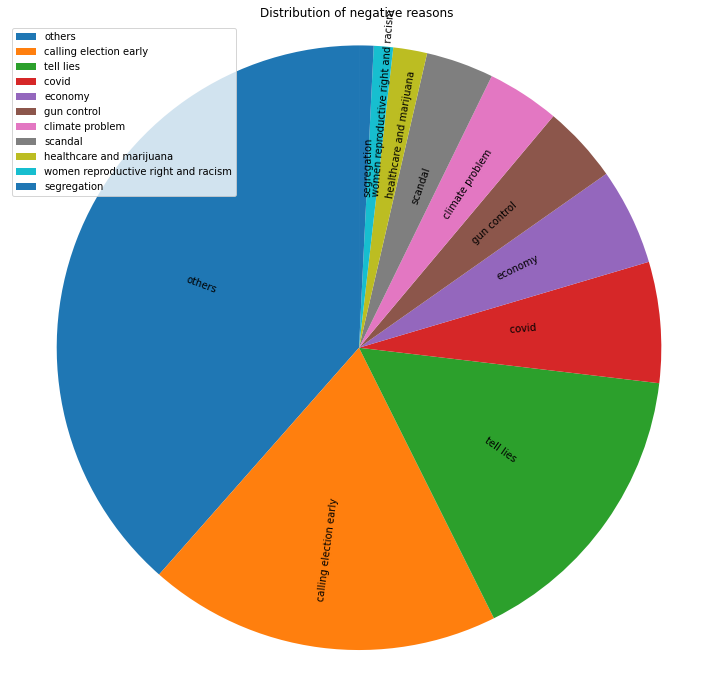 Distribution of negative reasons
others
calling election early
tell lies
covid
economy
gun control
climate problem
scandal
healthcare and marijuana
women reproductive right and racism
segregation
others
calling election early
tell lies
covid
economy
gun control
climate problem
scandal
healthcare and marijuana
women reproductive right and racism
segregation